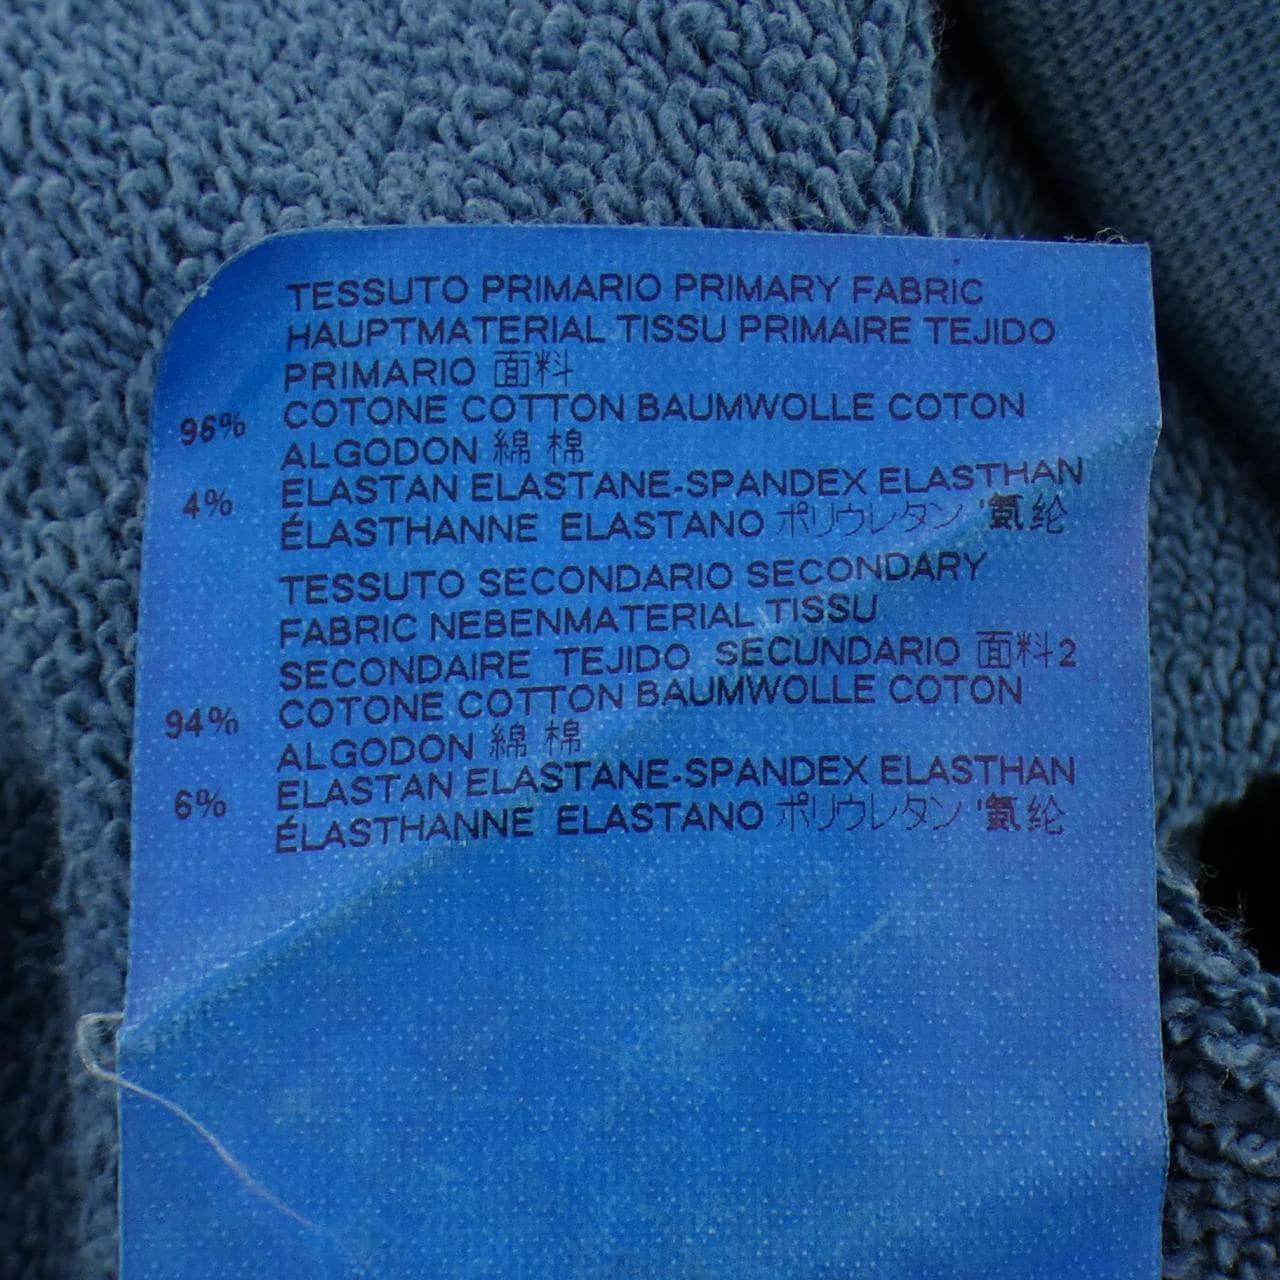 TESSUTO PRIMARIO PRIMARY FABRIC
HAUPTMATERIAL TISSU PRIMAIRE TEJIDO
PRIMARIO 面料
96% COTONE COTTON BAUMWOLLE COTON
ALGODON 綿 棉
4% ELASTAN ELASTANE-SPANDEX ELASTHAN
ÉLASTHANNE ELASTANO ポリウレタン '氨纶
TESSUTO SECONDARIO SECONDARY
FABRIC NEBENMATERIAL TISSU
SECONDAIRE TEJIDO SECUNDARIO 面料2
94% COTONE COTTON BAUMWOLLE COTON
ALGODON 綿 棉
6% ELASTAN ELASTANE-SPANDEX ELASTHAN
ÉLASTHANNE ELASTANO ポリウレタン '氨纶